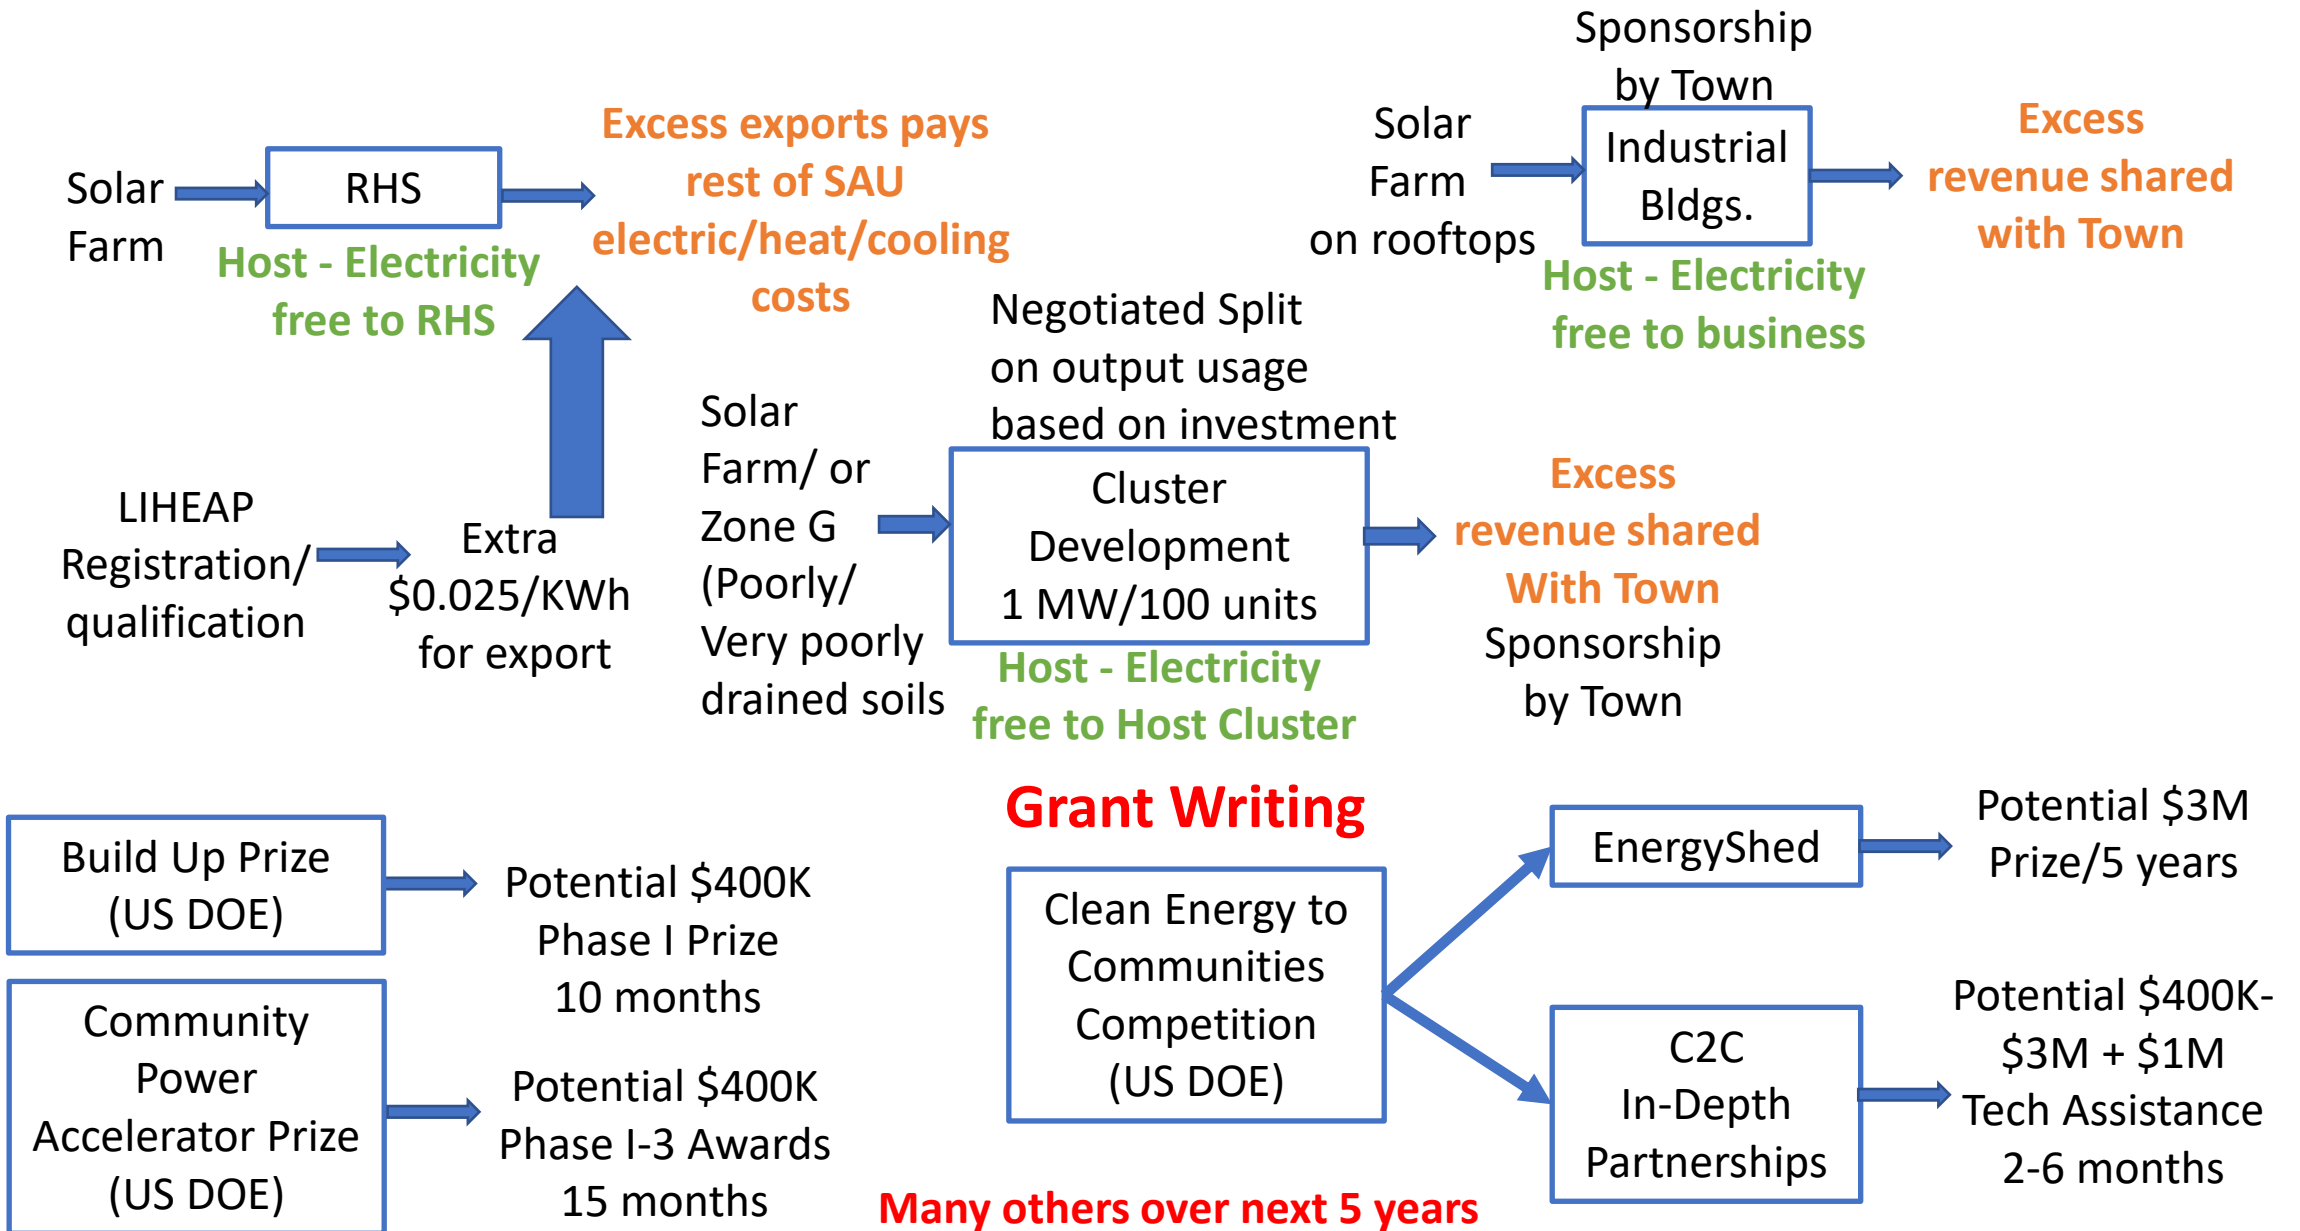 Solar
Farm
RHS
Host - Electricity
free to RHS
Excess exports pays
rest of SAU
electric/heat/cooling
costs
LIHEAP
Registration/
qualification
Extra
$0.025/KWh
for export
Solar
Farm
on rooftops
Sponsorship
by Town
Industrial
Bldgs.
Host - Electricity
free to business
Excess
revenue shared
with Town
Solar
Farm/ or
Zone G
(Poorly/
Very poorly
drained soils
Negotiated Split
on output usage
based on investment
Cluster
Development
1 MW/100 units
Host - Electricity
free to Host Cluster
Excess
revenue shared
With Town
Sponsorship
by Town
Grant Writing
Build Up Prize
(US DOE)
Potential $400K
Phase I Prize
10 months
Community
Power
Accelerator Prize
(US DOE)
Potential $400K
Phase I-3 Awards
15 months
Clean Energy to
Communities
Competition
(US DOE)
EnergyShed
Potential $3M
Prize/5 years
C2C
In-Depth
Partnerships
Potential $400K-
$3M + $1M
Tech Assistance
2-6 months
Many others over next 5 years